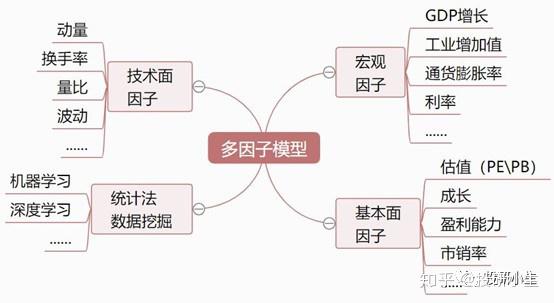 动量
换手率
量比
波动
......
技术面
因子
机器学习
深度学习
......
统计法
数据挖掘
多因子模型
宏观
因子
GDP增长
工业增加值
通货膨胀率
利率
......
基本面
因子
估值（PE\PB）
成长
盈利能力
市销率
......
知乎